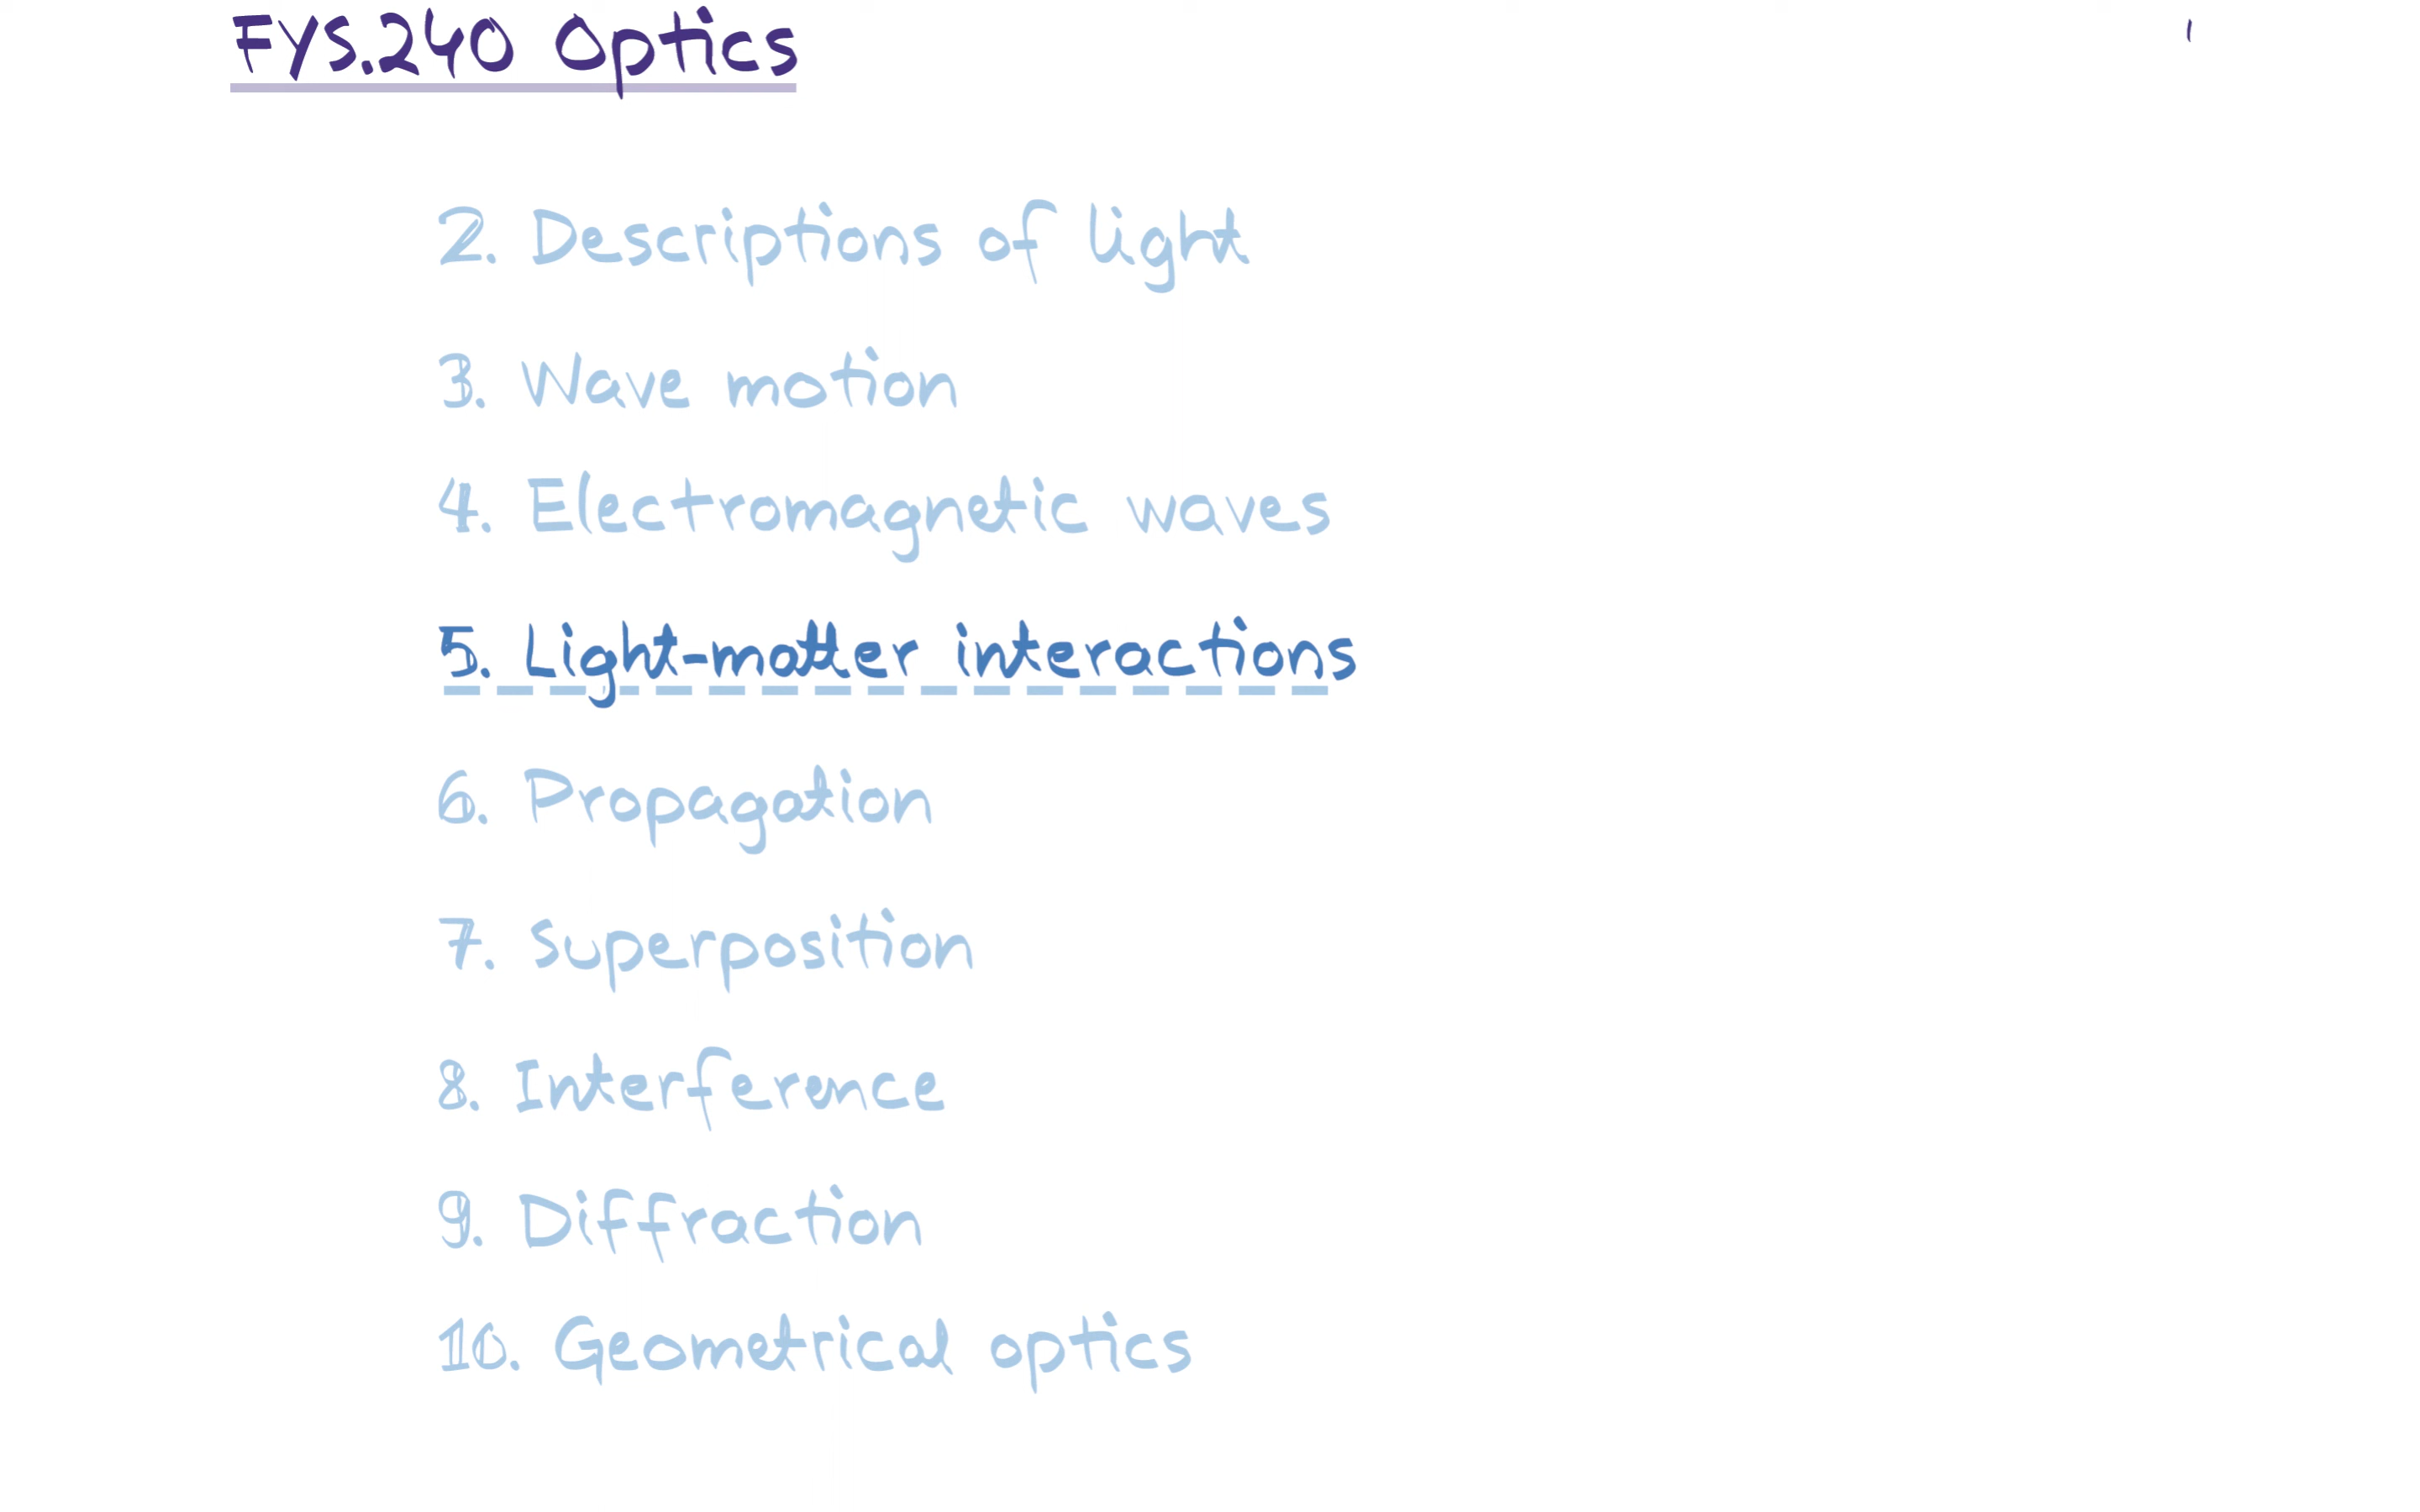 FYS.240 Optics
1
2. Descriptions of light
3. Wave motion
4. Electromagnetic waves
5. Light-matter interactions
6. Propagation
7. Superposition
8. Interference
9. Diffraction
10. Geometrical optics